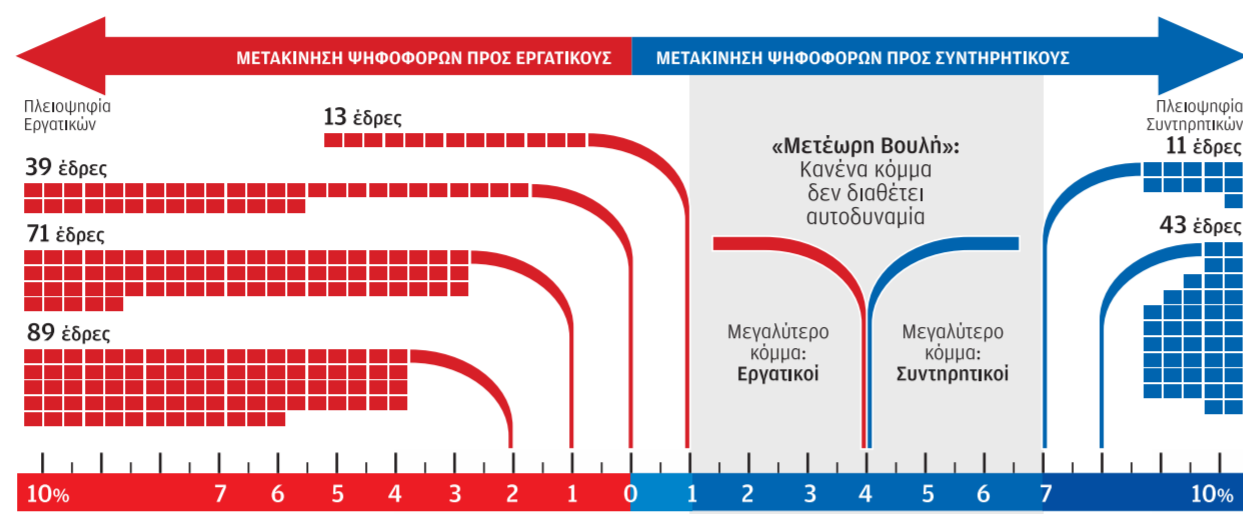 ΜΕΤΑΚΙΝΗΣΗ ΨΗΦΟΦΟΡΩΝ ΠΡΟΣ ΕΡΓΑΤΙΚΟΥΣ
ΜΕΤΑΚΙΝΗΣΗ ΨΗΦΟΦΟΡΩΝ ΠΡΟΣ ΣΥΝΤΗΡΗΤΙΚΟΥΣ
Πλειοψηφία
Εργατικών
13 έδρες
39 έδρες
71 έδρες
89 έδρες
«Μετέωρη Βουλή»:
Κανένα κόμμα
δεν διαθέτει
αυτοδυναμία
Μεγαλύτερο
κόμμα:
Εργατικοί
Μεγαλύτερο
κόμμα:
Συντηρητικοί
Πλειοψηφία
Συντηρητικών
11 έδρες
43 έδρες
10% 7 6 5 4 3 2 1 0 1 2 3 4 5 6 7 10%